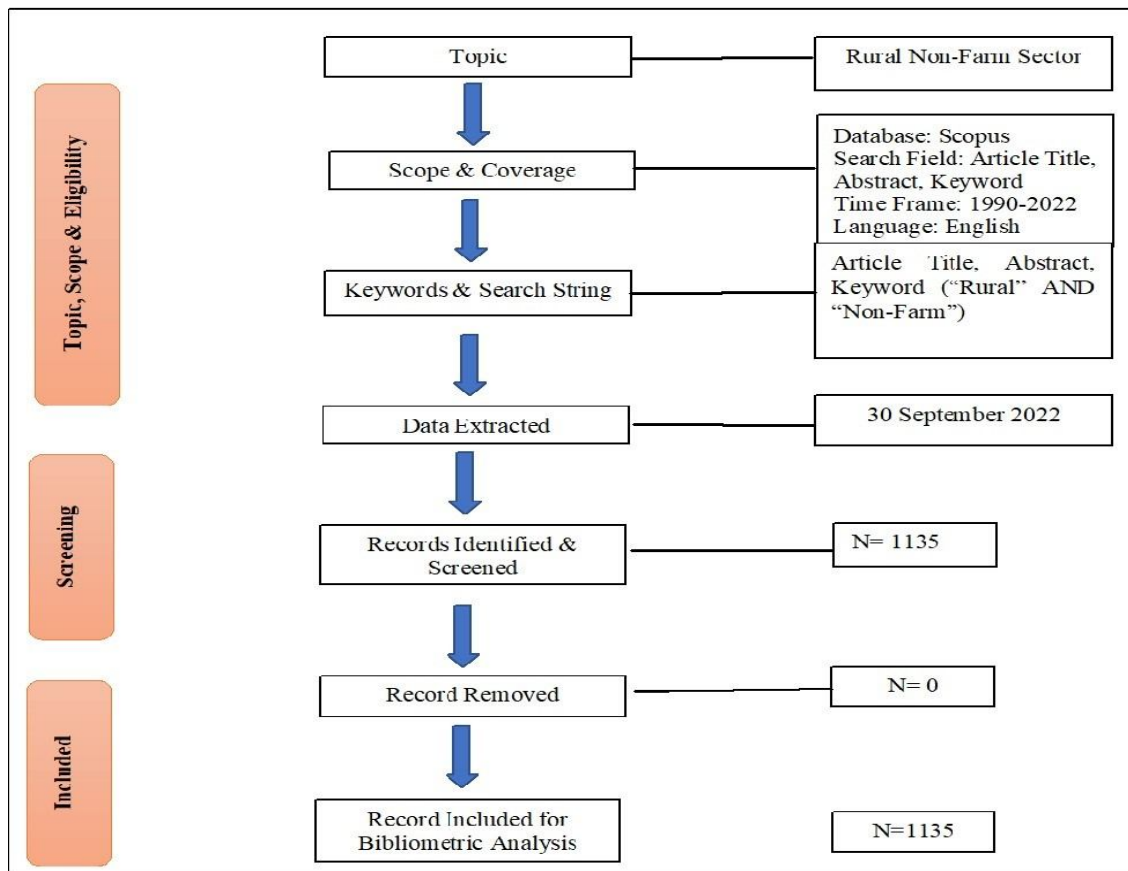 Topic
Rural Non-Farm Sector
Topic, Scope & Eligibility
Scope & Coverage
Database: Scopus
Search Field: Article Title,
Abstract, Keyword
Time Frame: 1990-2022
Language: English
Keywords & Search String
Article Title, Abstract,
Keyword (“Rural” AND
“Non-Farm”)
Data Extracted
30 September 2022
Screening
Records Identified &
Screened
N= 1135
Record Removed
N= 0
Included
Record Included for
Bibliometric Analysis
N=1135